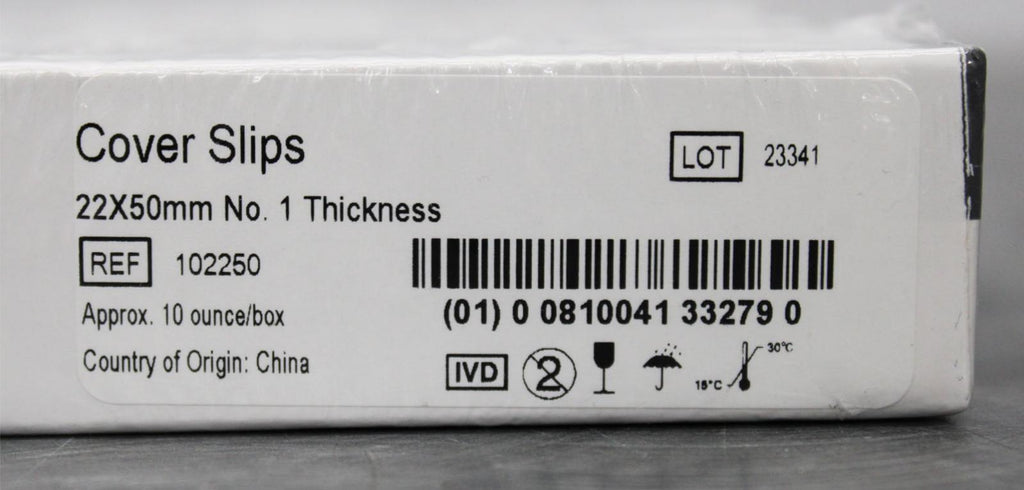 Cover Slips
LOT 23341
22X50mm No. 1 Thickness
REF 102250
(01) 0 0810041 33279 0
Approx. 10 ounce/box
Country of Origin: China
IVD 2 15°C 30°C